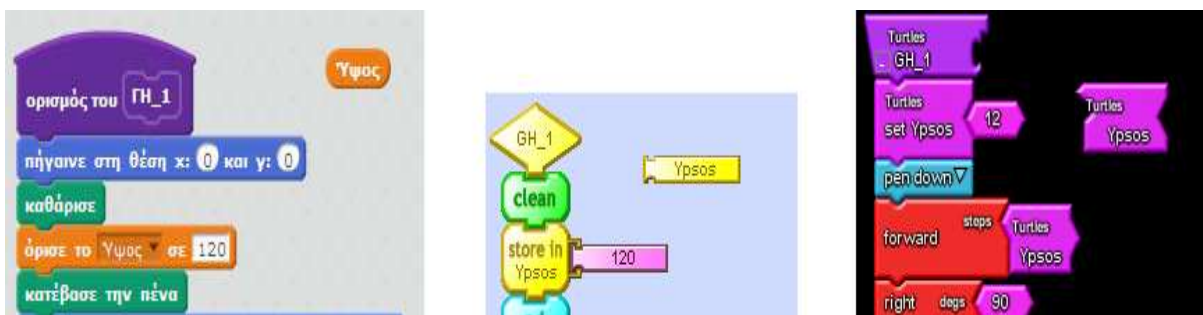 Ύψος
ορισμός του ΓΗ_1
πήγαινε στη θέση x: 0 και y: 0
καθάρισε
όρισε το Ύψος σε 120
κατέβασε την πένα
GH_1
Ypsos
clean
store in 120
Ypsos
Turtles
GH_1
Turtles
set Ypsos 12
Turtles
Ypsos
pen down
forward steps Turtles
Ypsos
right degs 90